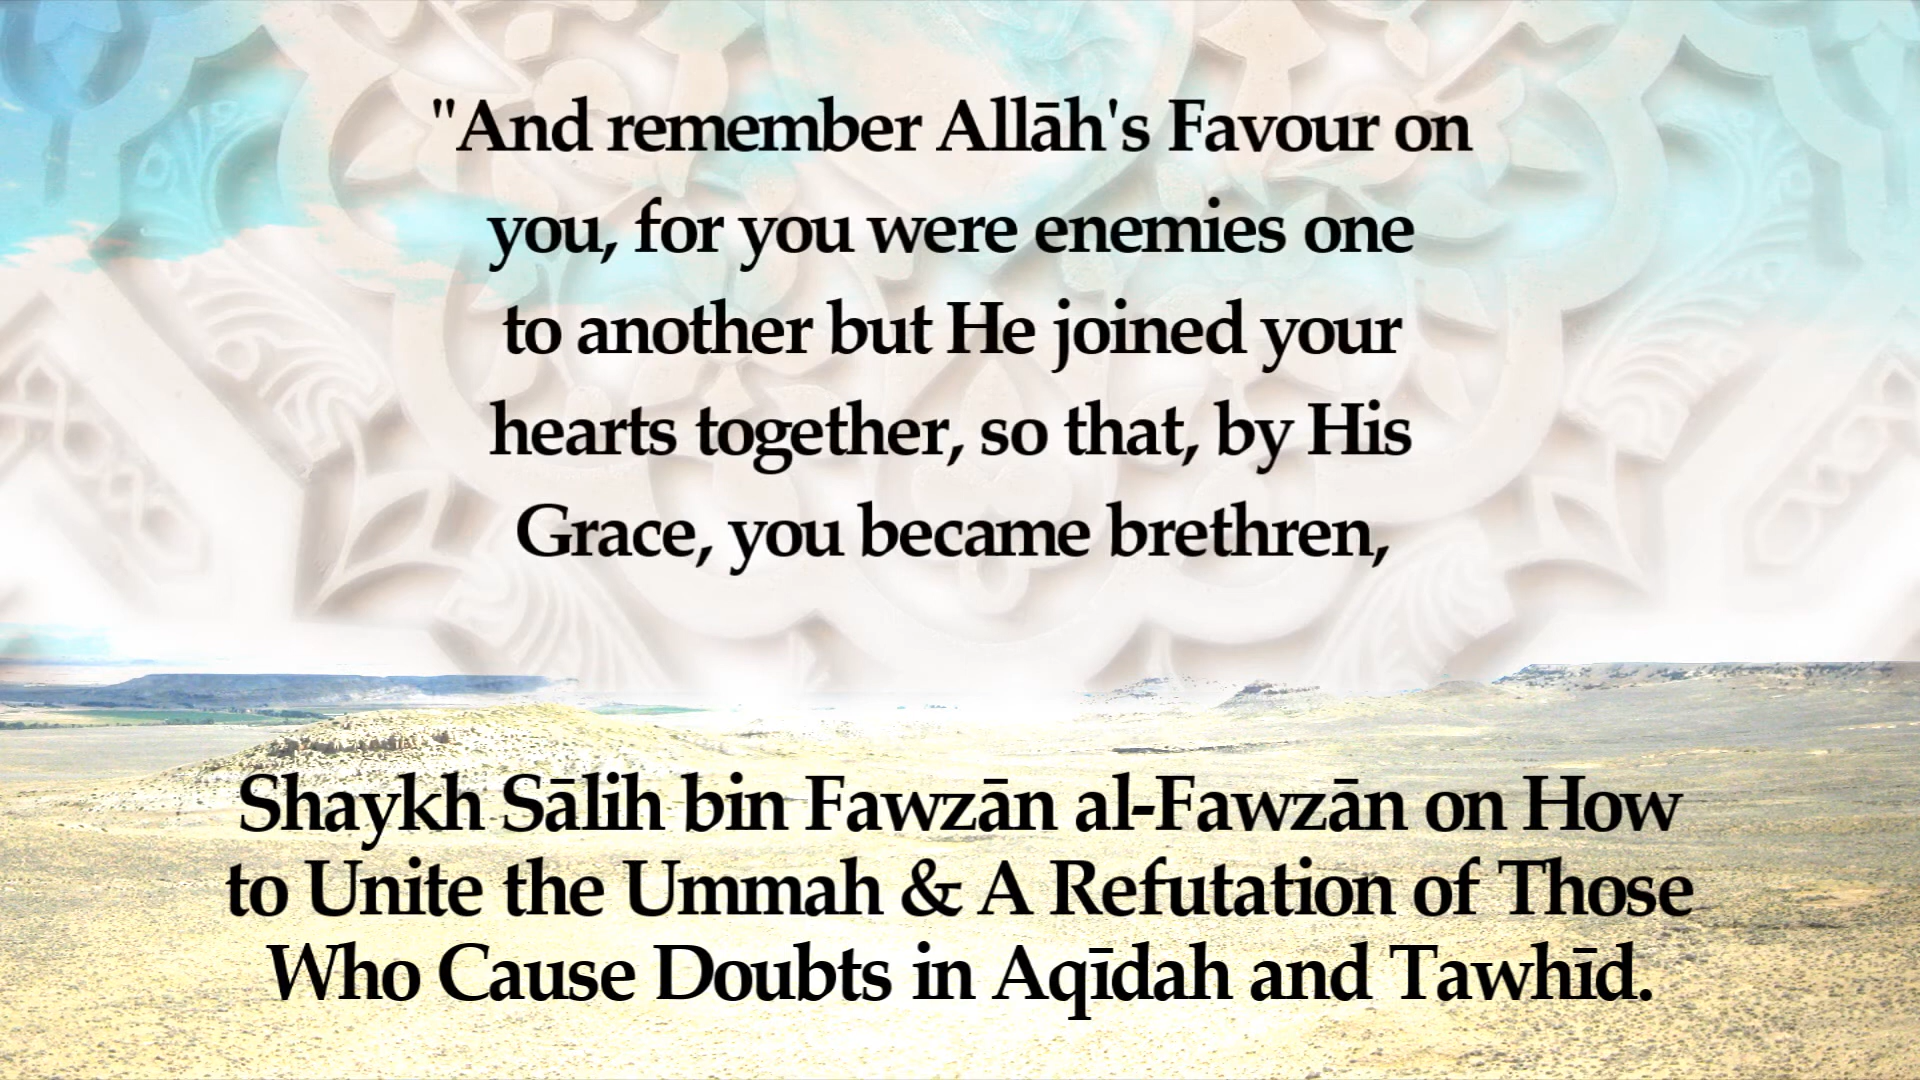 "And remember Allāh's Favour on
you, for you were enemies one
to another but He joined your
hearts together, so that, by His
Grace, you became brethren,
Shaykh Sālih bin Fawzān al-Fawzān on How
to Unite the Ummah & A Refutation of Those
Who Cause Doubts in Aqīdah and Tawhīd.